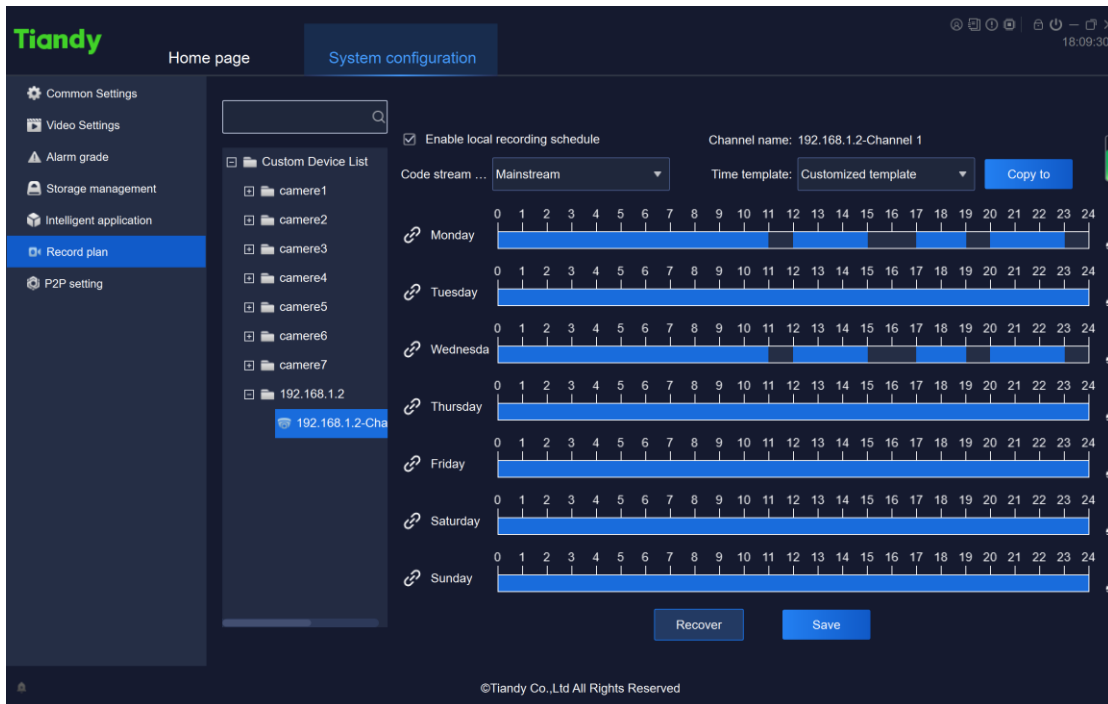 Tiandy
Home page
System configuration
18:09:30
Common Settings
Video Settings
Alarm grade
Storage management
Intelligent application
Record plan
P2P setting
Custom Device List
camere1
camere2
camere3
camere4
camere5
camere6
camere7
192.168.1.2
192.168.1.2-Cha
Enable local recording schedule
Channel name: 192.168.1.2-Channel 1
Code stream ... Mainstream
Time template: Customized template
Copy to
0 1 2 3 4 5 6 7 8 9 10 11 12 13 14 15 16 17 18 19 20 21 22 23 24
Monday
0 1 2 3 4 5 6 7 8 9 10 11 12 13 14 15 16 17 18 19 20 21 22 23 24
Tuesday
0 1 2 3 4 5 6 7 8 9 10 11 12 13 14 15 16 17 18 19 20 21 22 23 24
Wednesda
0 1 2 3 4 5 6 7 8 9 10 11 12 13 14 15 16 17 18 19 20 21 22 23 24
Thursday
0 1 2 3 4 5 6 7 8 9 10 11 12 13 14 15 16 17 18 19 20 21 22 23 24
Friday
0 1 2 3 4 5 6 7 8 9 10 11 12 13 14 15 16 17 18 19 20 21 22 23 24
Saturday
0 1 2 3 4 5 6 7 8 9 10 11 12 13 14 15 16 17 18 19 20 21 22 23 24
Sunday
Recover
Save
©Tiandy Co.,Ltd All Rights Reserved